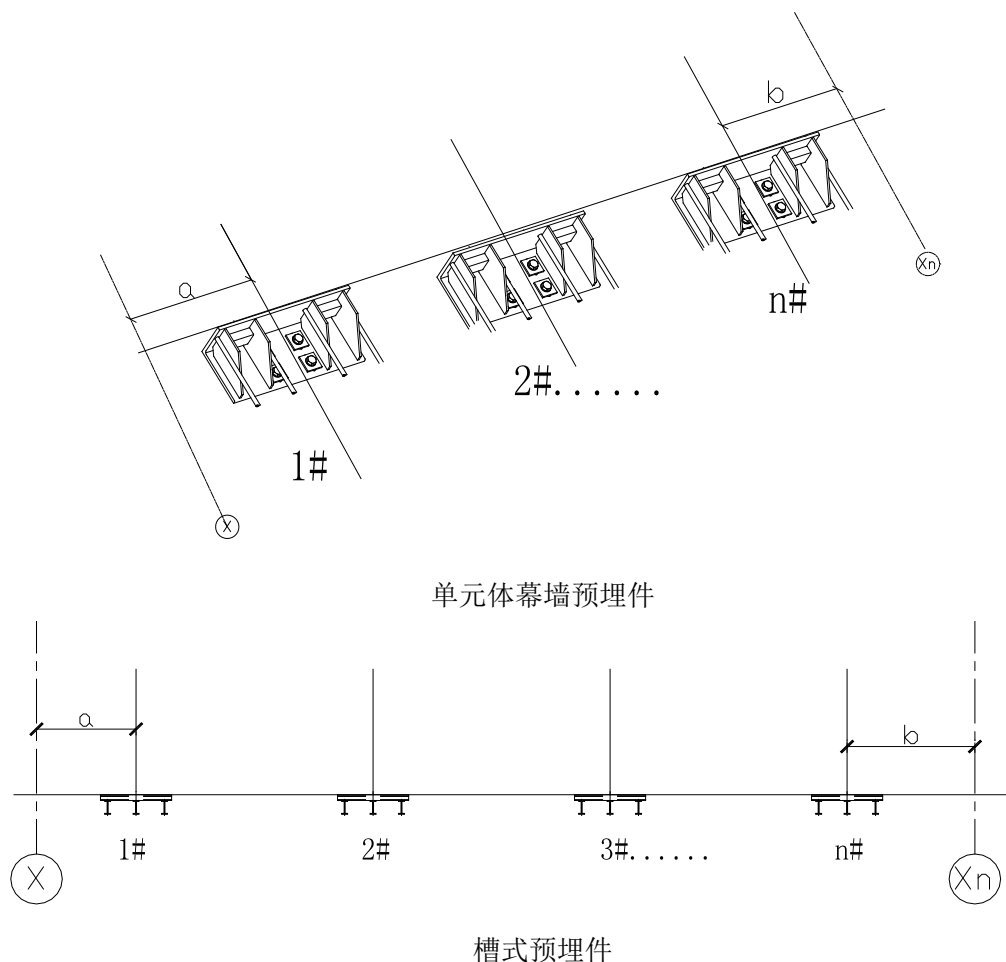 b
a
Xn
n#
2#......
1#
X
单元体幕墙预埋件
a
b
1# 2# 3#...... n#
X Xn
槽式预埋件